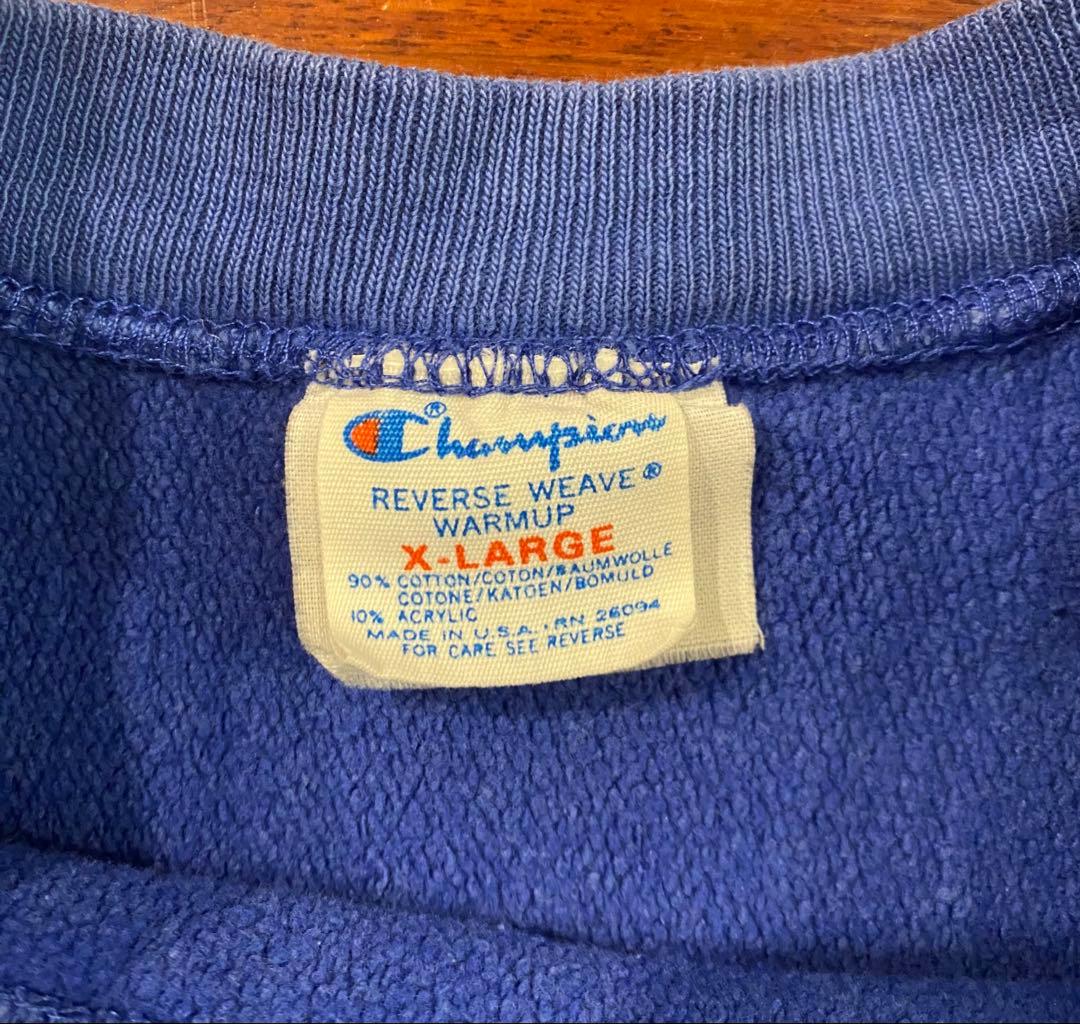 Champion®
REVERSE WEAVE®
WARMUP
X-LARGE
90% COTTON/COTON/BAUMWOLLE
COTONE/KATOEN/BOMULD
10% ACRYLIC
MADE IN U.S.A. · RN 26094
FOR CARE SEE REVERSE